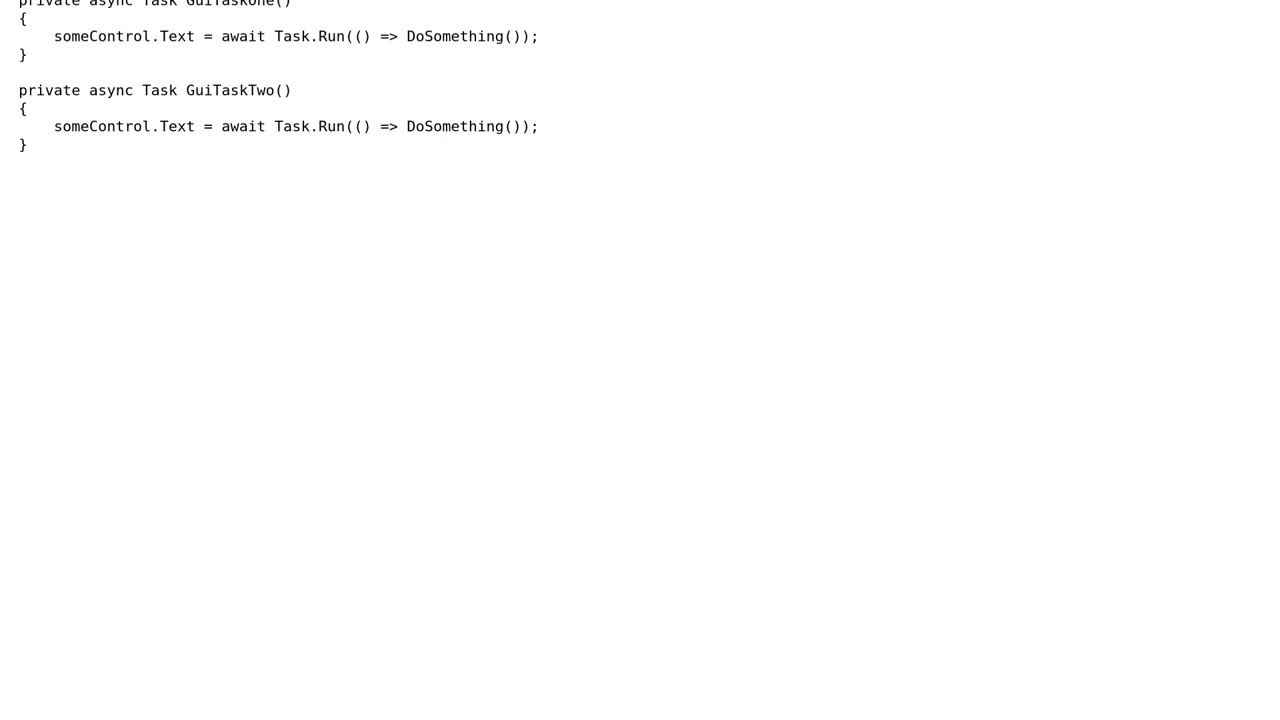 private async Task GuiTaskOne()
{
    someControl.Text = await Task.Run(() => DoSomething());
}

private async Task GuiTaskTwo()
{
    someControl.Text = await Task.Run(() => DoSomething());
}